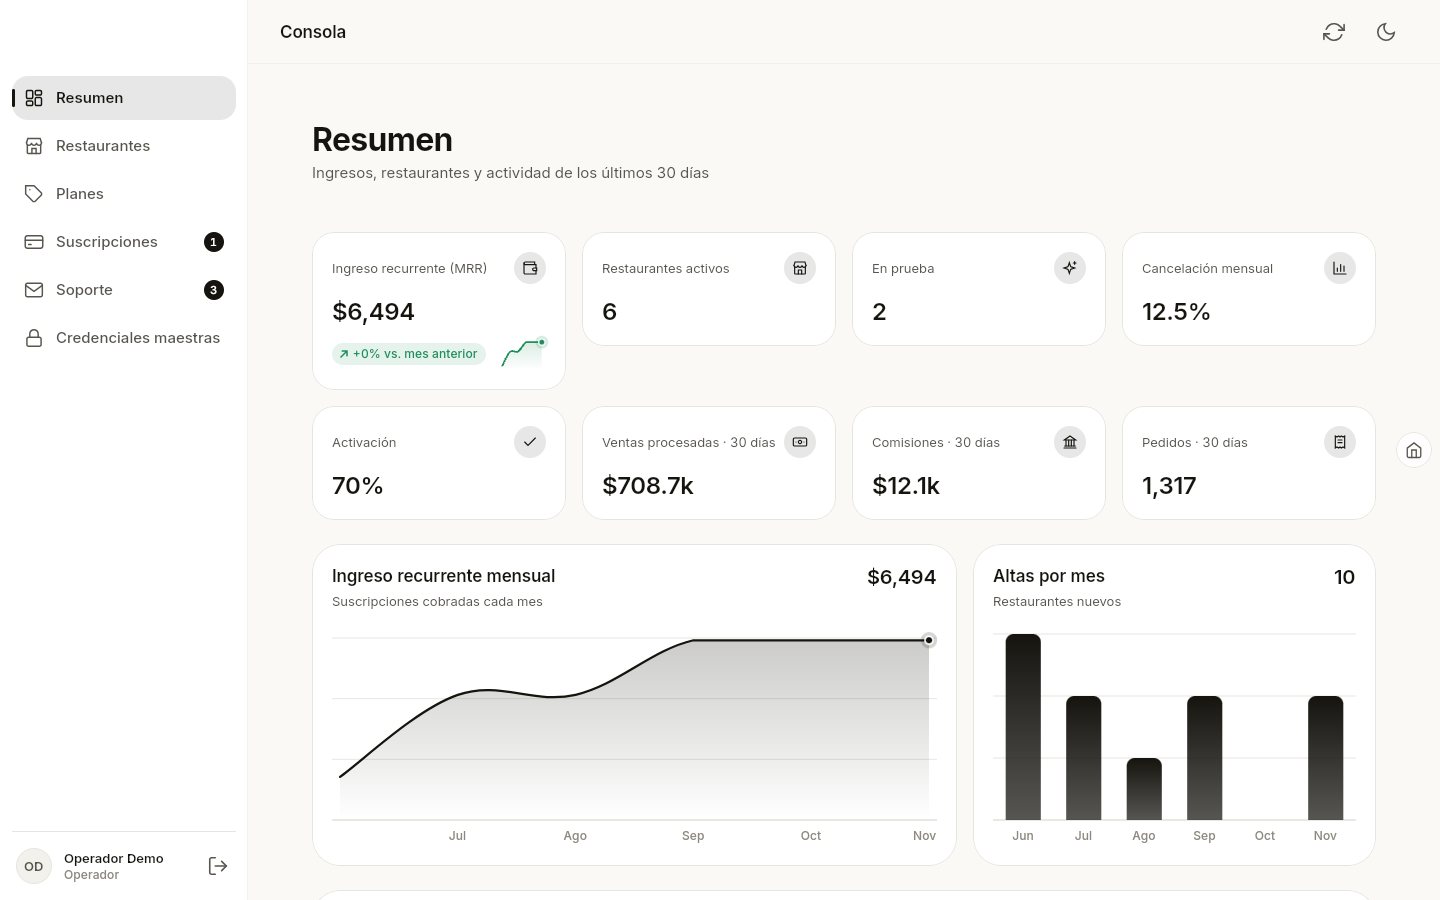 Consola
Resumen
Restaurantes
Planes
Suscripciones 1
Soporte 3
Credenciales maestras
OD
Operador Demo
Operador
Resumen
Ingresos, restaurantes y actividad de los últimos 30 días
Ingreso recurrente (MRR)
$6,494
+0% vs. mes anterior
Restaurantes activos
6
En prueba
2
Cancelación mensual
12.5%
Activación
70%
Ventas procesadas · 30 días
$708.7k
Comisiones · 30 días
$12.1k
Pedidos · 30 días
1,317
Ingreso recurrente mensual
$6,494
Suscripciones cobradas cada mes
Jul Ago Sep Oct Nov
Altas por mes
10
Restaurantes nuevos
Jun Jul Ago Sep Oct Nov